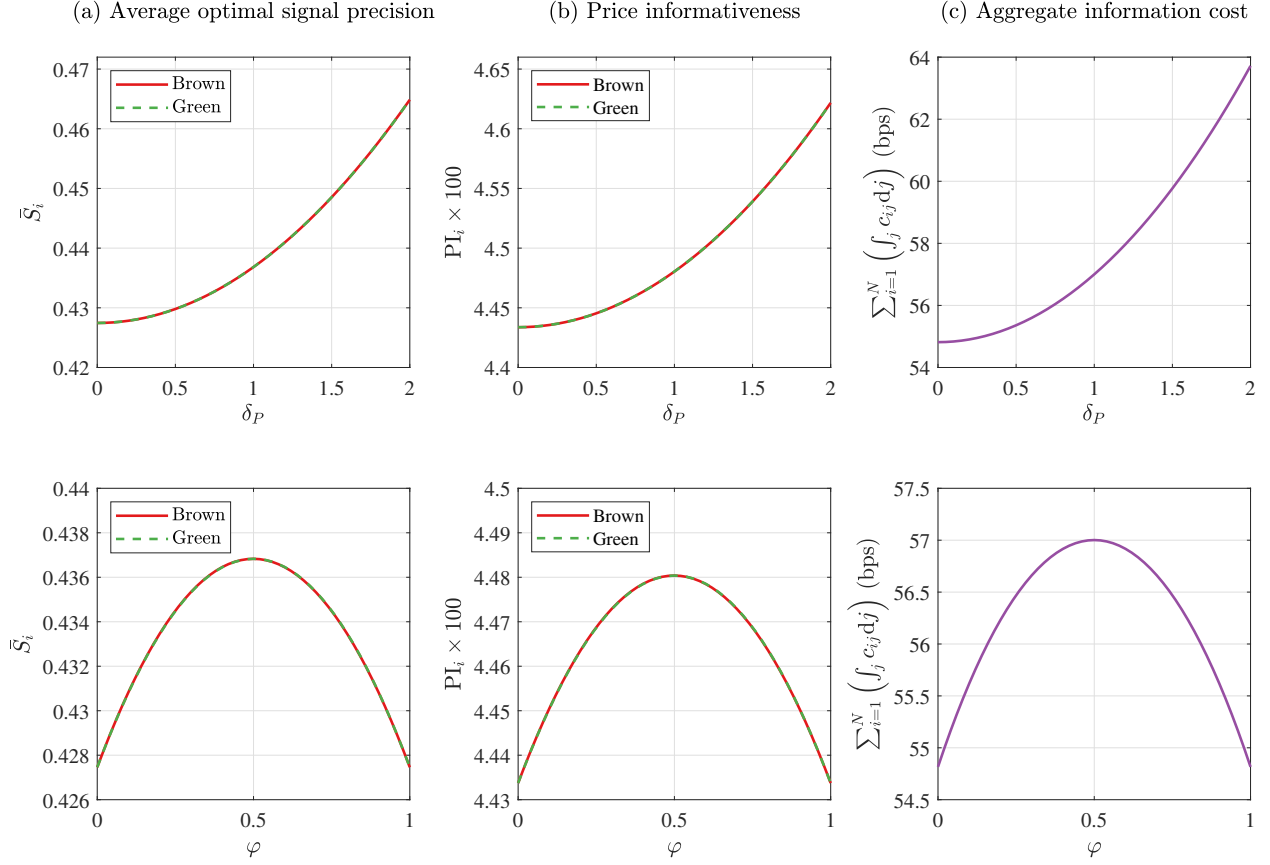 (a) Average optimal signal precision
(b) Price informativeness
(c) Aggregate information cost
0.47
0.46
0.45
0.44
0.43
0.42
S̄ᵢ
Brown
Green
0 0.5 1 1.5 2
δ_P
4.65
4.6
4.55
4.5
4.45
4.4
PIᵢ × 100
Brown
Green
0 0.5 1 1.5 2
δ_P
64
62
60
58
56
54
∑ᵢ₌₁ᴺ (∫ⱼ cᵢⱼdj) (bps)
0 0.5 1 1.5 2
δ_P
0.44
0.438
0.436
0.434
0.432
0.43
0.428
0.426
S̄ᵢ
Brown
Green
0 0.5 1
φ
4.5
4.49
4.48
4.47
4.46
4.45
4.44
4.43
PIᵢ × 100
Brown
Green
0 0.5 1
φ
57.5
57
56.5
56
55.5
55
54.5
∑ᵢ₌₁ᴺ (∫ⱼ cᵢⱼdj) (bps)
0 0.5 1
φ